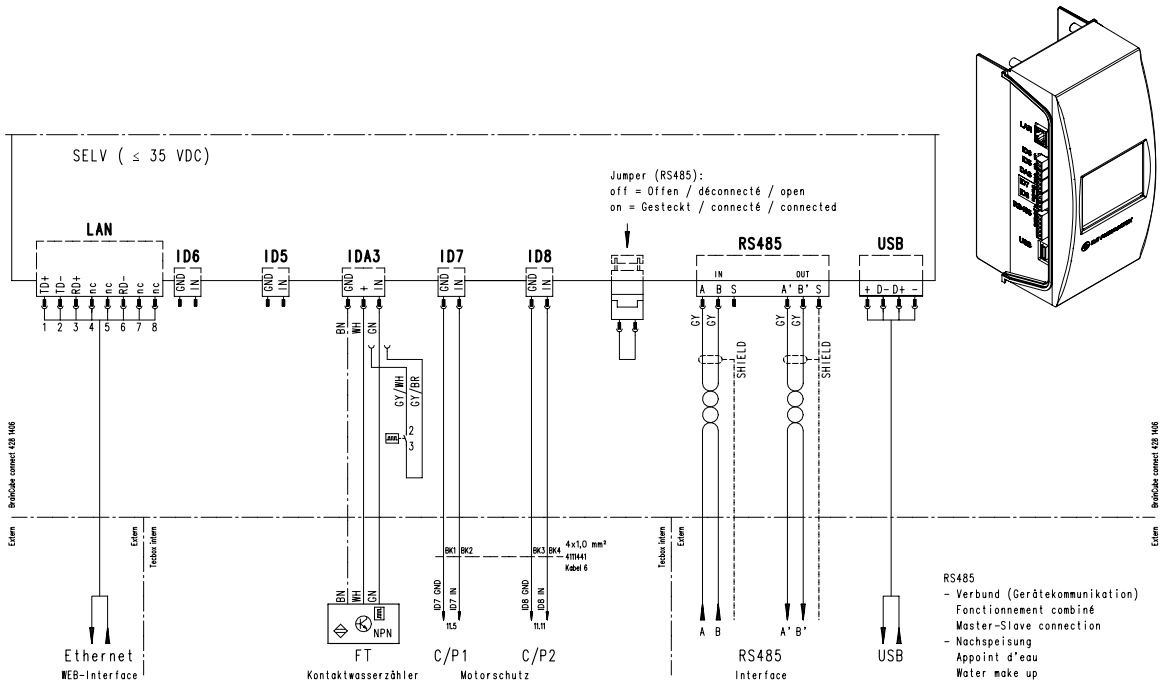 SELV ( ≤ 35 VDC)
Jumper (RS485):
off = Offen / déconnecté / open
on = Gesteckt / connecté / connected
LAN
ID6
ID5
IDA3
ID7
ID8
RS485
USB
TD+ TD- RD+ nc nc RD- nc nc
1 2 3 4 5 6 7 8
GND IN
GND IN
GND + IN
GND IN
GND IN
IN OUT
A B S A' B' S
+ D- D+ -
BN WH GN
GY/WH GY/BR
2
3
GY GY GY GY
SHIELD SHIELD
BrainCube connect 428 1406
BrainCube connect 428 1406
Extern
Extern
Tecbox intern
Tecbox intern
Extern
Extern
BK1 BK2
BK3 BK4
4x1,0 mm²
4111441
Kabel 6
BN WH GN
NPN
ID7 GND ID7 IN
11,5
ID8 GND ID8 IN
11,11
A B A' B'
Ethernet
WEB-Interface
FT
Kontaktwasserzähler
C/P1
C/P2
Motorschutz
RS485
Interface
USB
RS485
- Verbund (Gerätekommunikation)
Fonctionnement combiné
Master-Slave connection
- Nachspeisung
Appoint d'eau
Water make up
LAN
ID6
ID5
ID7
ID8
RS485
USB